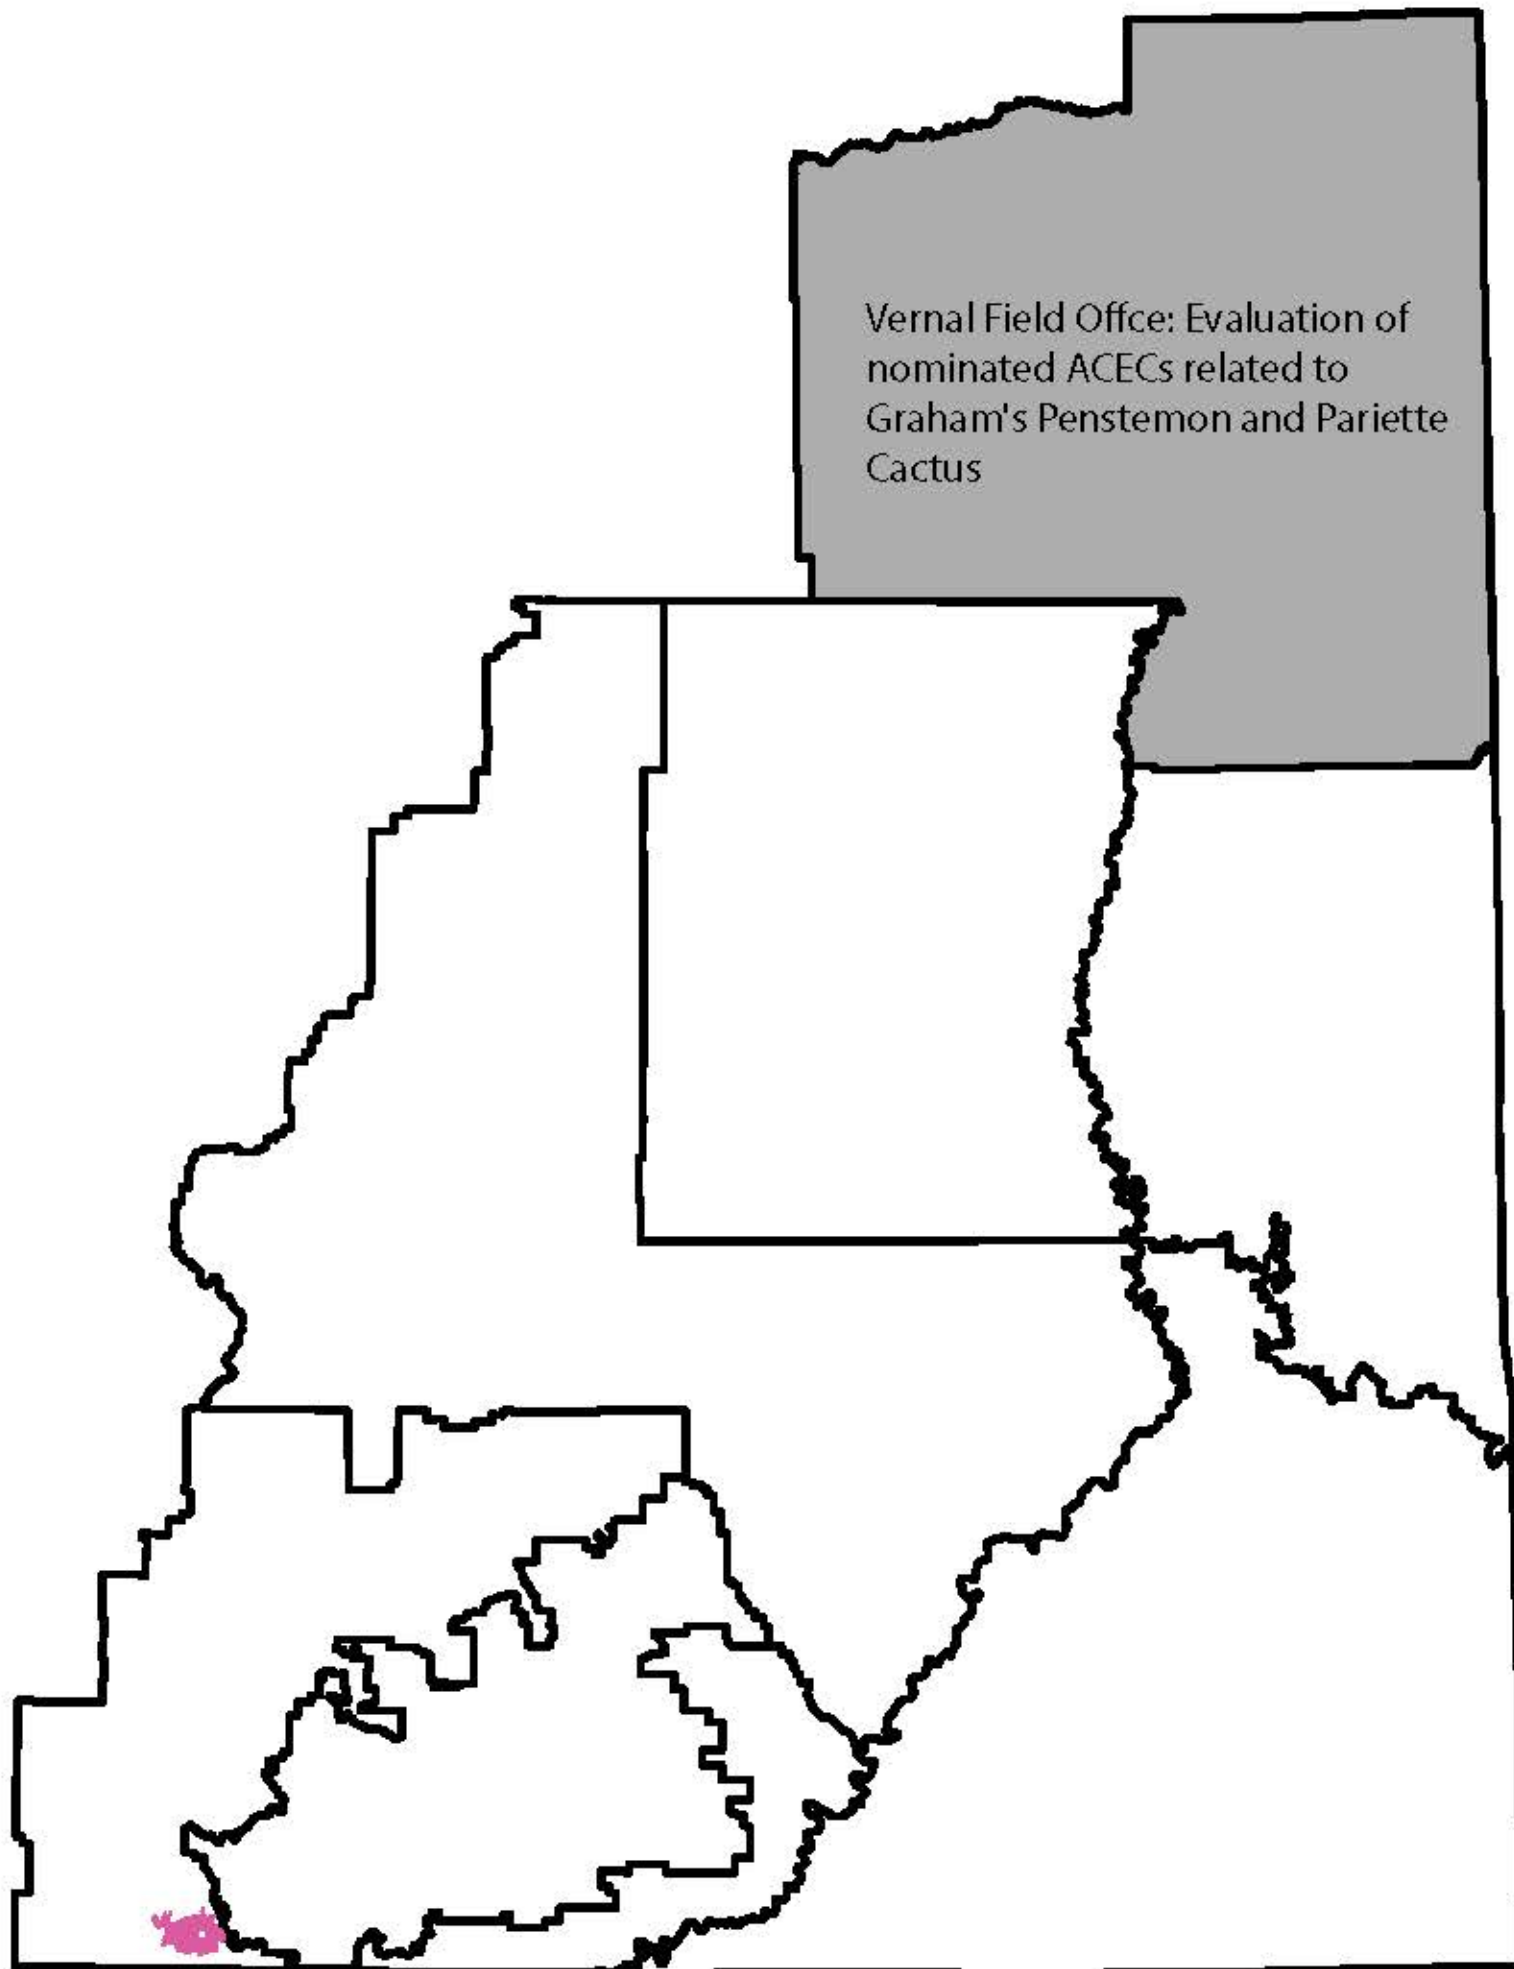 Vernal Field Offce: Evaluation of
nominated ACECs related to
Graham's Penstemon and Pariette
Cactus